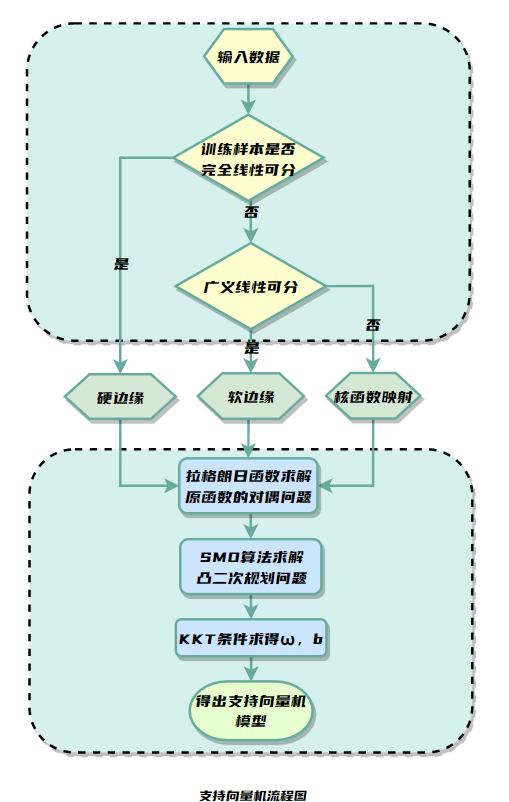 输入数据
训练样本是否
完全线性可分
否
是
广义线性可分
否
是
硬边缘
软边缘
核函数映射
拉格朗日函数求解
原函数的对偶问题
SMO算法求解
凸二次规划问题
KKT条件求得ω，b
得出支持向量机
模型
支持向量机流程图